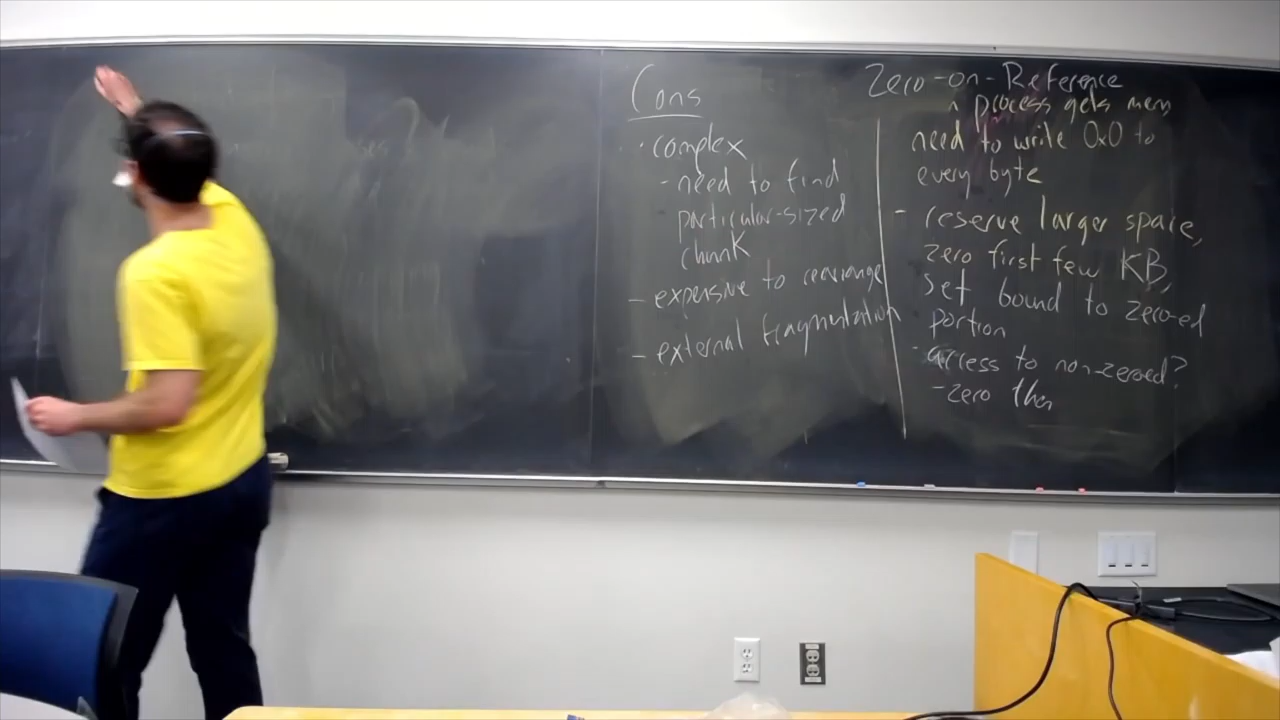 Cons
· complex
- need to find
particular-sized
chunk
- expensive to rearrange
- external fragmentation
Zero-on-Reference
process gets mem
need to write 0x0 to
every byte
- reserve larger space,
zero first few KB,
set bound to zero-ed
portion
- access to non-zeroed?
- zero then